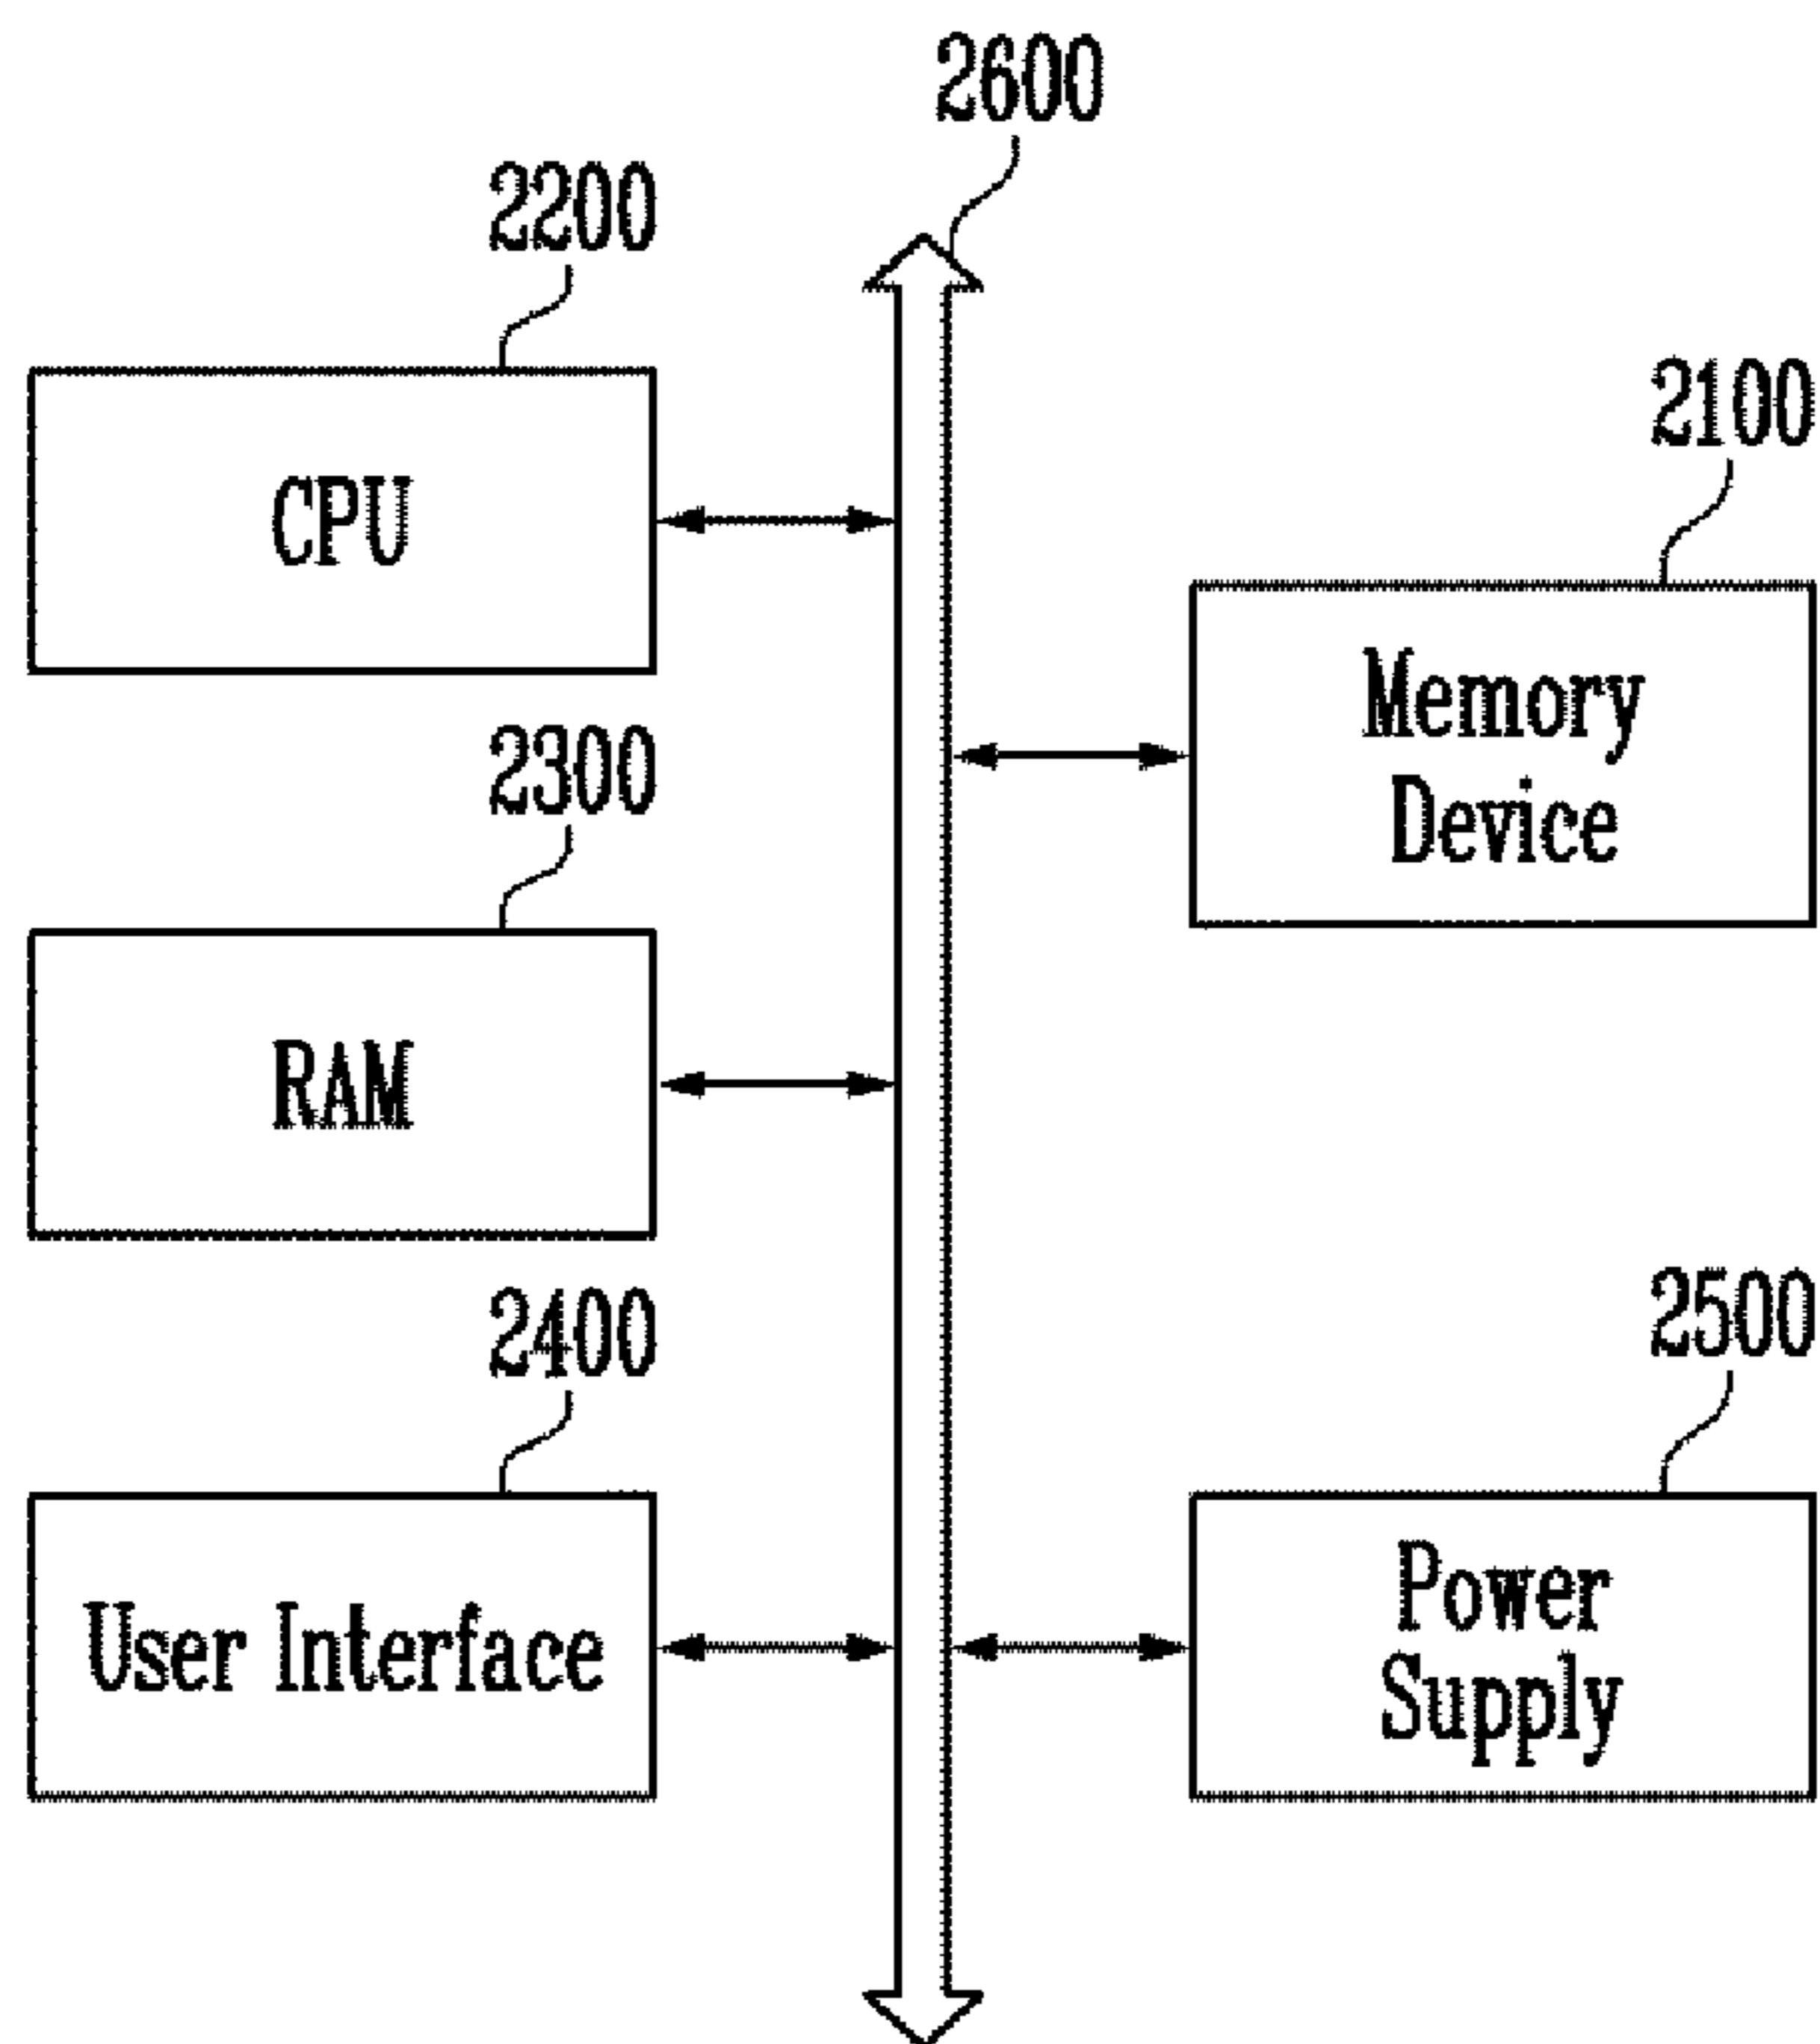 2600
2200
CPU
2100
Memory
Device
2300
RAM
2400
User Interface
2500
Power
Supply